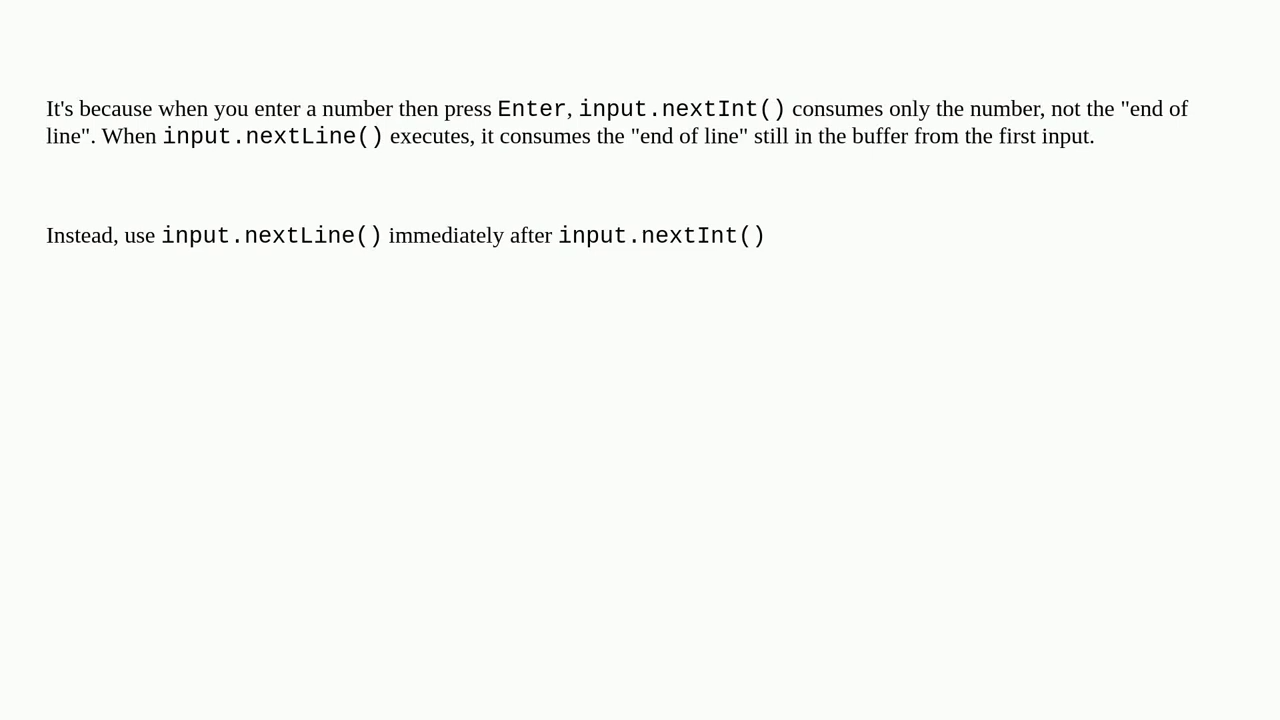 It's because when you enter a number then press Enter, input.nextInt() consumes only the number, not the "end of
line". When input.nextLine() executes, it consumes the "end of line" still in the buffer from the first input.
Instead, use input.nextLine() immediately after input.nextInt()